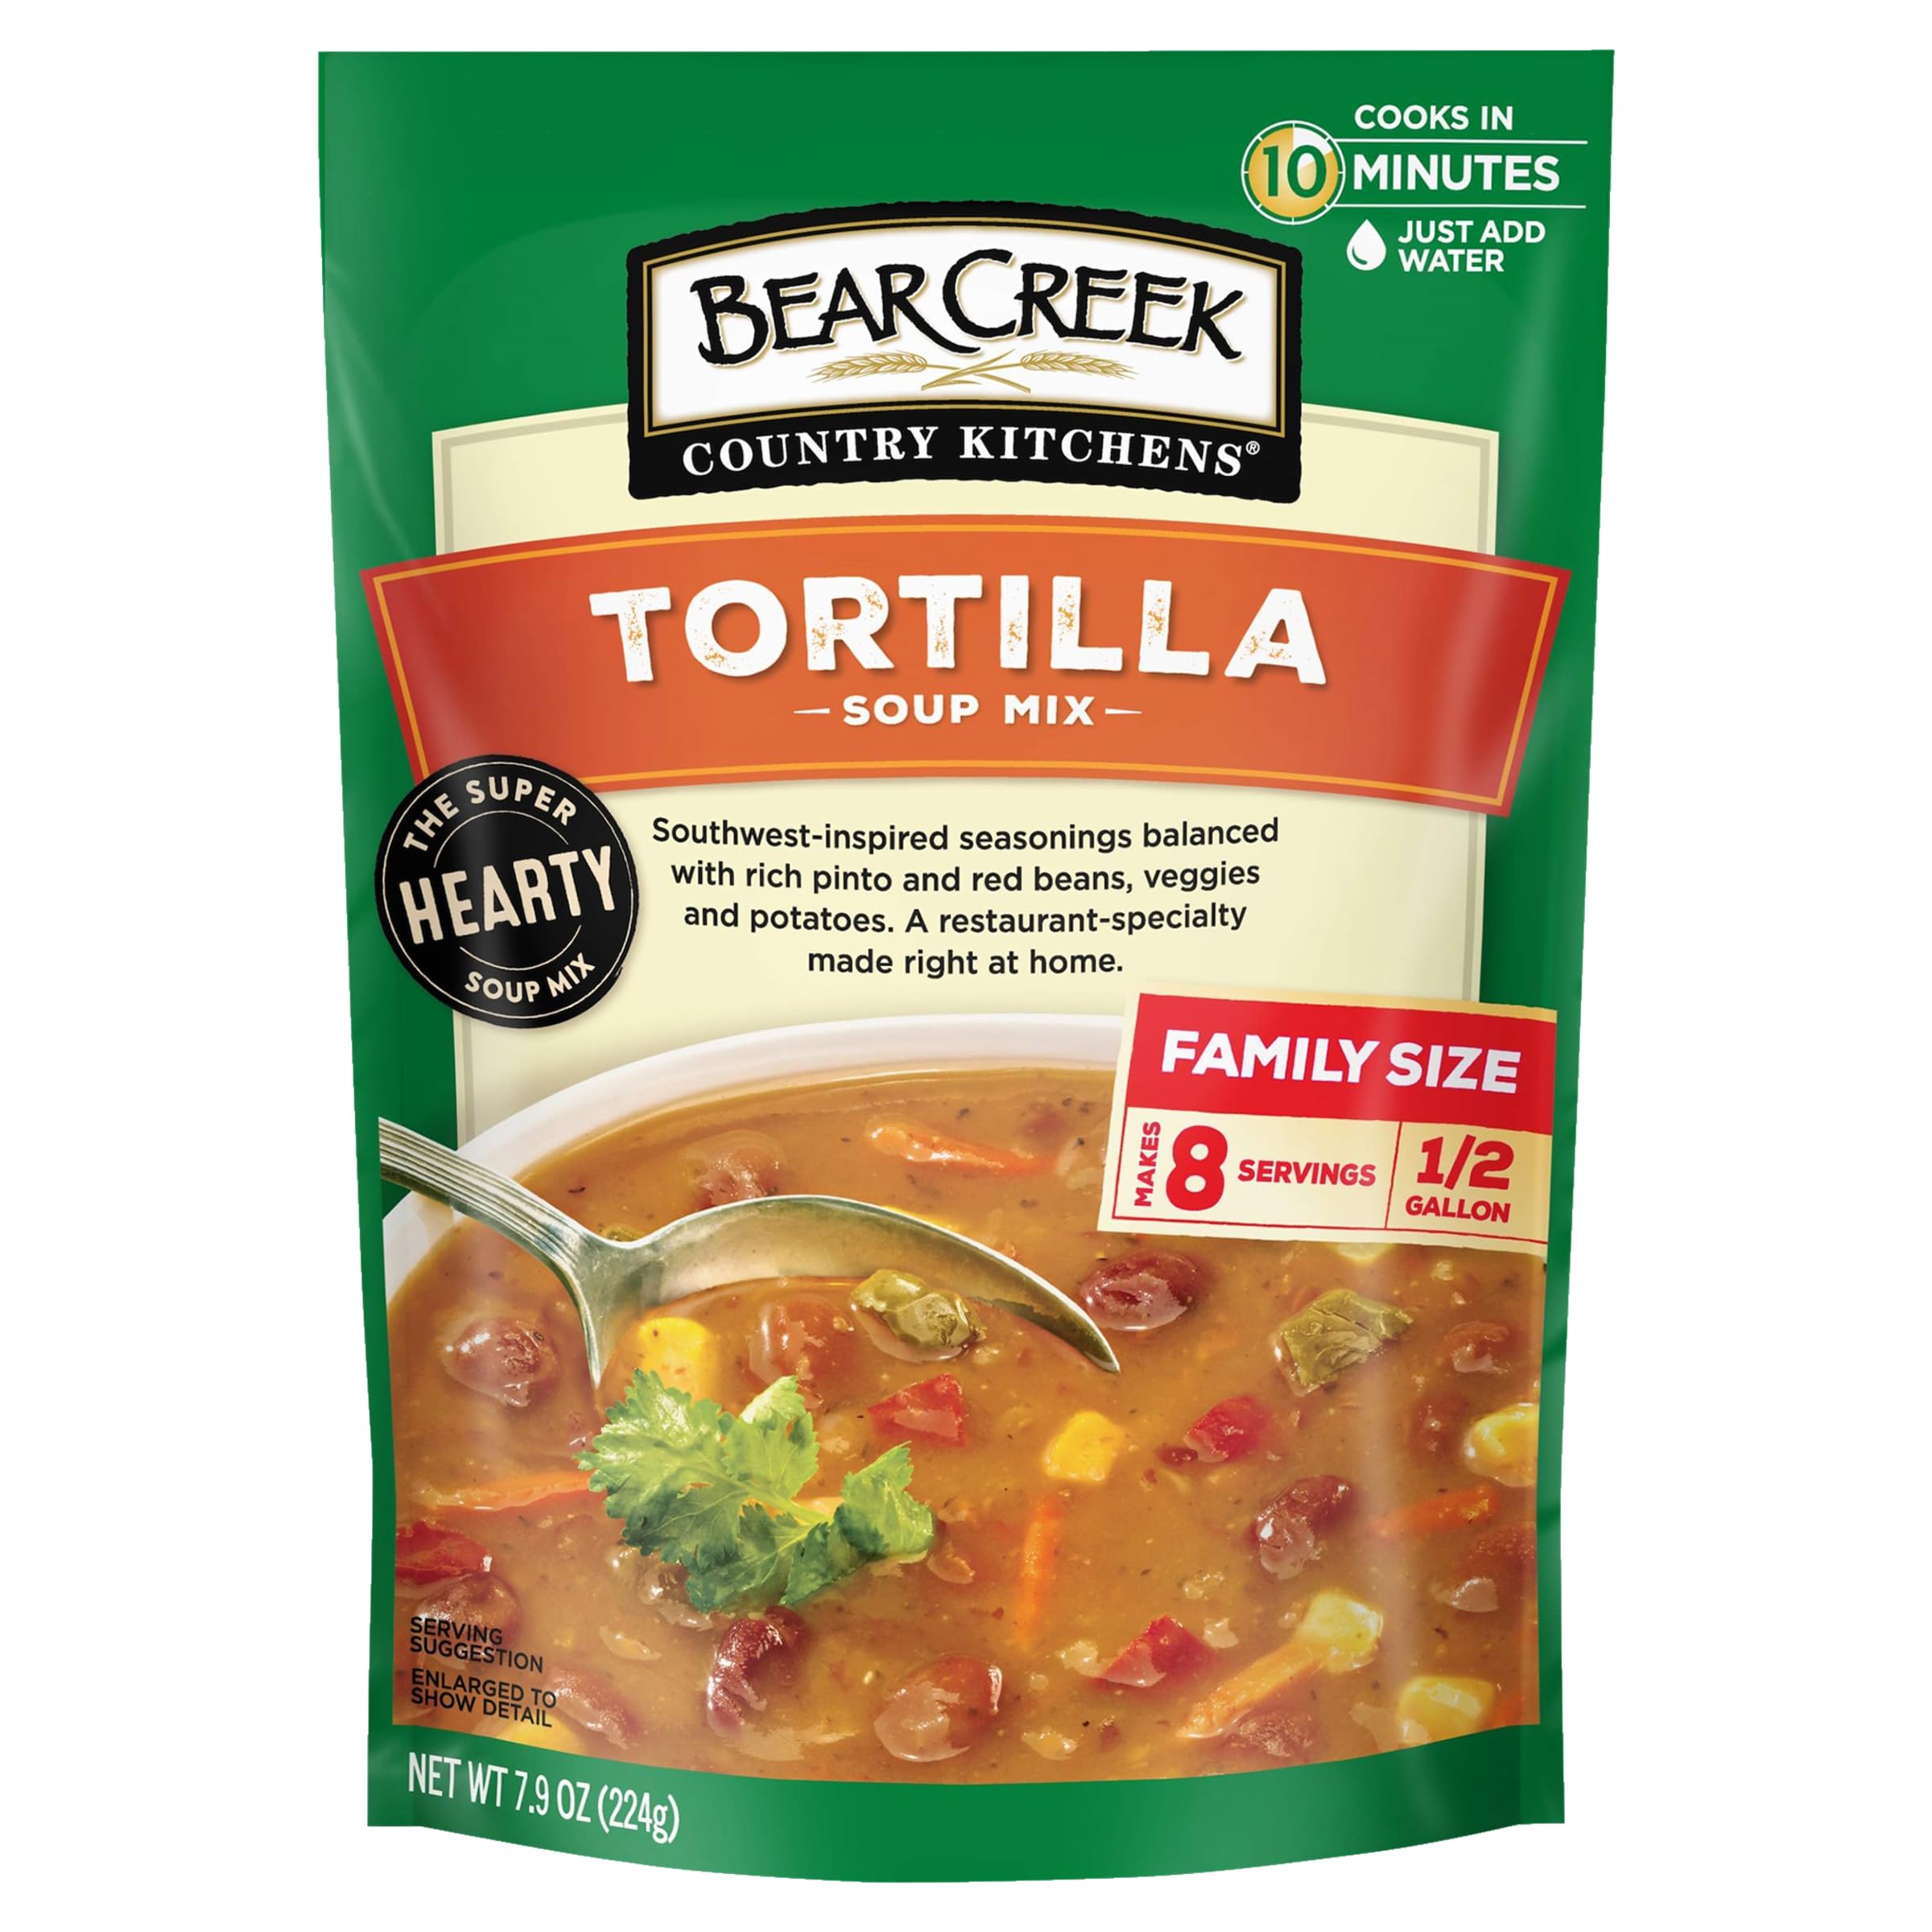 COOKS IN
10 MINUTES
JUST ADD
WATER
BEAR CREEK
COUNTRY KITCHENS®
TORTILLA
SOUP MIX
THE SUPER
HEARTY
SOUP MIX
Southwest-inspired seasonings balanced
with rich pinto and red beans, veggies
and potatoes. A restaurant-specialty
made right at home.
FAMILY SIZE
MAKES 8 SERVINGS
1/2
GALLON
SERVING
SUGGESTION
ENLARGED TO
SHOW DETAIL
NET WT 7.9 OZ (224g)